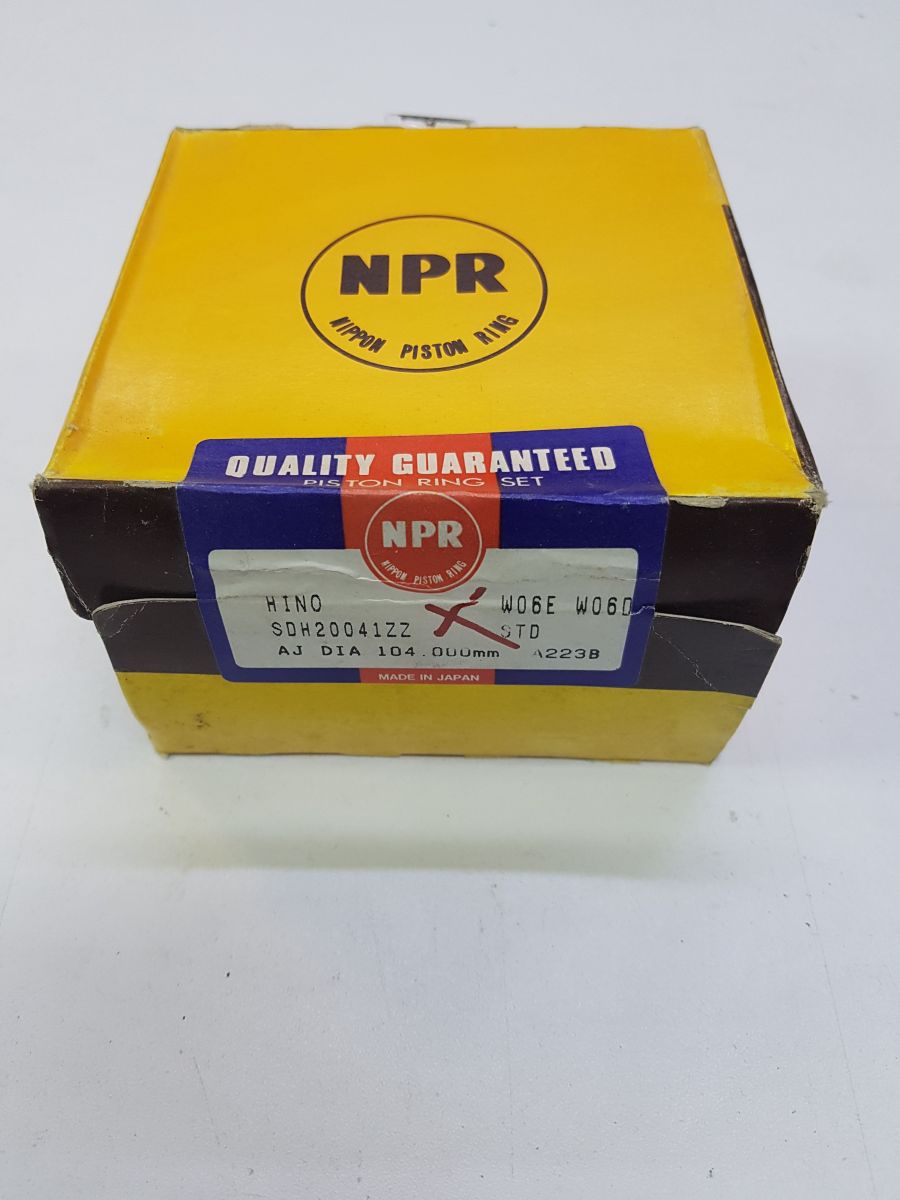 NPR
NIPPON PISTON RING
QUALITY GUARANTEED
PISTON RING SET
NPR
NIPPON PISTON RING
HINO W06E W06D
SDH20041ZZ STD
AJ DIA 104.000mm A223B
MADE IN JAPAN